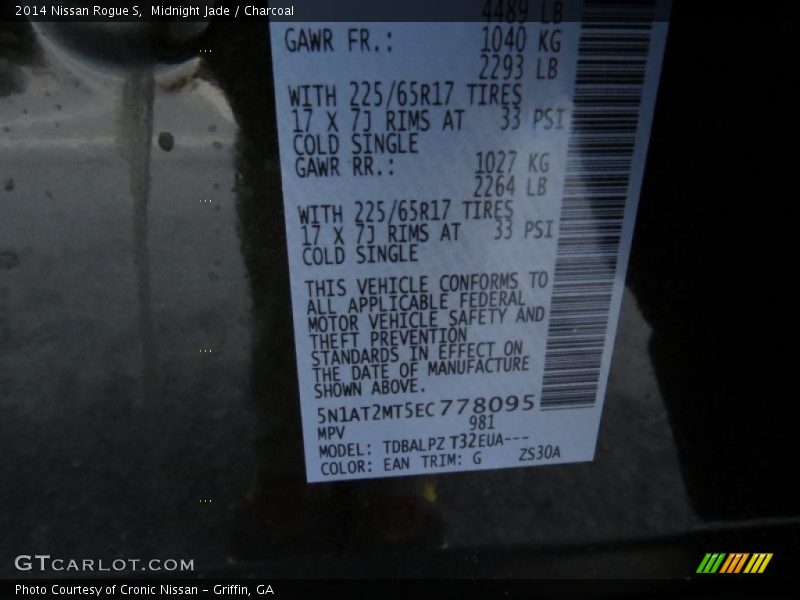 2014 Nissan Rogue S,  Midnight Jade / Charcoal
4489 LB
GAWR FR.: 1040 KG
2293 LB
WITH 225/65R17 TIRES
17 X 7J RIMS AT 33 PSI
COLD SINGLE
GAWR RR.: 1027 KG
2264 LB
WITH 225/65R17 TIRES
17 X 7J RIMS AT 33 PSI
COLD SINGLE
THIS VEHICLE CONFORMS TO
ALL APPLICABLE FEDERAL
MOTOR VEHICLE SAFETY AND
THEFT PREVENTION
STANDARDS IN EFFECT ON
THE DATE OF MANUFACTURE
SHOWN ABOVE.
5N1AT2MT5EC778095
MPV 981
MODEL: TDBALPZ T32EUA---
COLOR: EAN TRIM: G ZS30A
GTCARLOT.COM
Photo Courtesy of Cronic Nissan - Griffin, GA